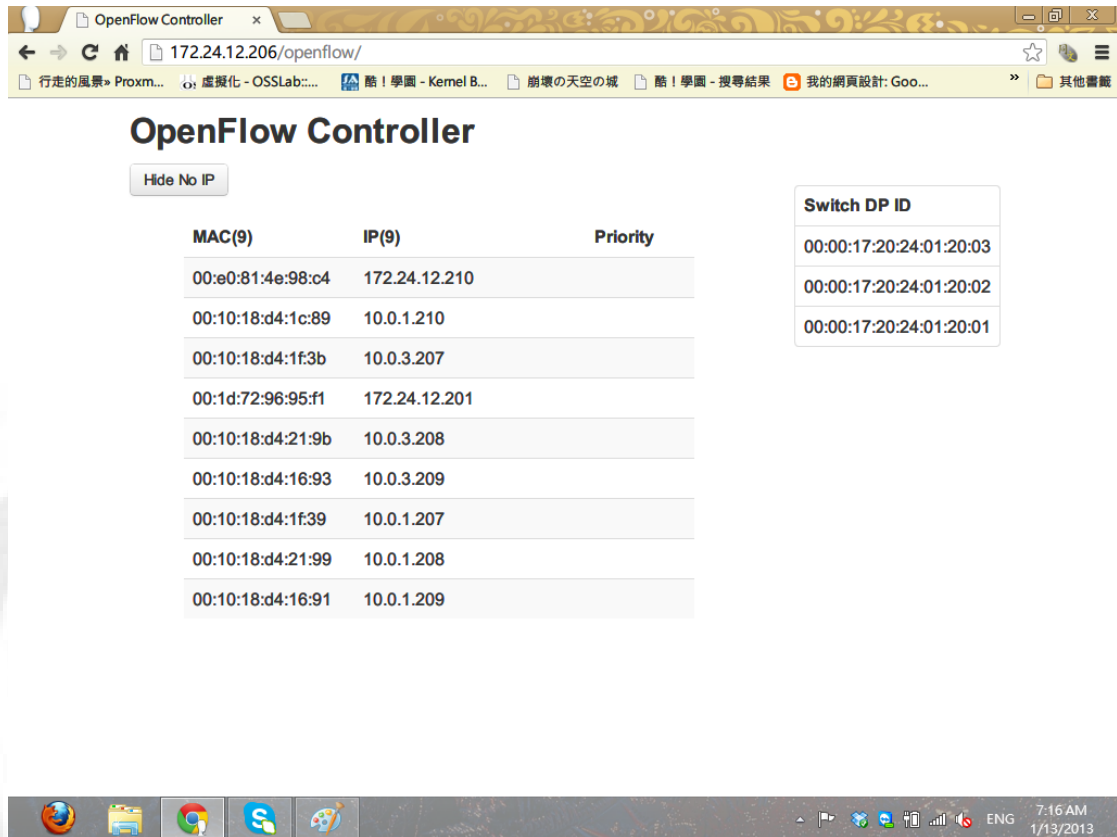 OpenFlow Controller
172.24.12.206/openflow/
行走的風景» Proxm... 虛擬化 - OSSLab::... 酷！學園 - Kernel B... 崩壞の天空の城 酷！學園 - 搜尋結果 我的網頁設計: Goo... » 其他書籤
OpenFlow Controller
Hide No IP
MAC(9) IP(9) Priority
00:e0:81:4e:98:c4 172.24.12.210
00:10:18:d4:1c:89 10.0.1.210
00:10:18:d4:1f:3b 10.0.3.207
00:1d:72:96:95:f1 172.24.12.201
00:10:18:d4:21:9b 10.0.3.208
00:10:18:d4:16:93 10.0.3.209
00:10:18:d4:1f:39 10.0.1.207
00:10:18:d4:21:99 10.0.1.208
00:10:18:d4:16:91 10.0.1.209
Switch DP ID
00:00:17:20:24:01:20:03
00:00:17:20:24:01:20:02
00:00:17:20:24:01:20:01
ENG
7:16 AM
1/13/2013